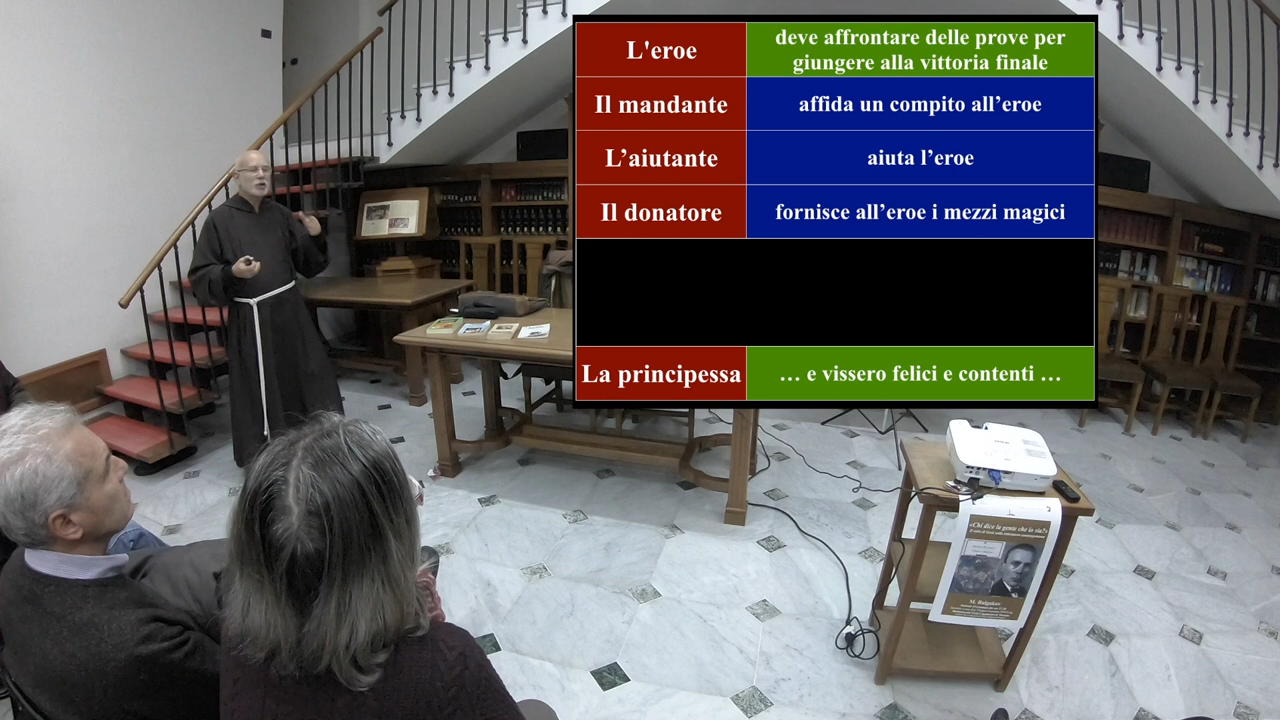 L'eroe
deve affrontare delle prove per
giungere alla vittoria finale
Il mandante
affida un compito all’eroe
L’aiutante
aiuta l’eroe
Il donatore
fornisce all’eroe i mezzi magici
La principessa
… e vissero felici e contenti …
«Chi dice la gente che io sia?»
M. Bulgakov